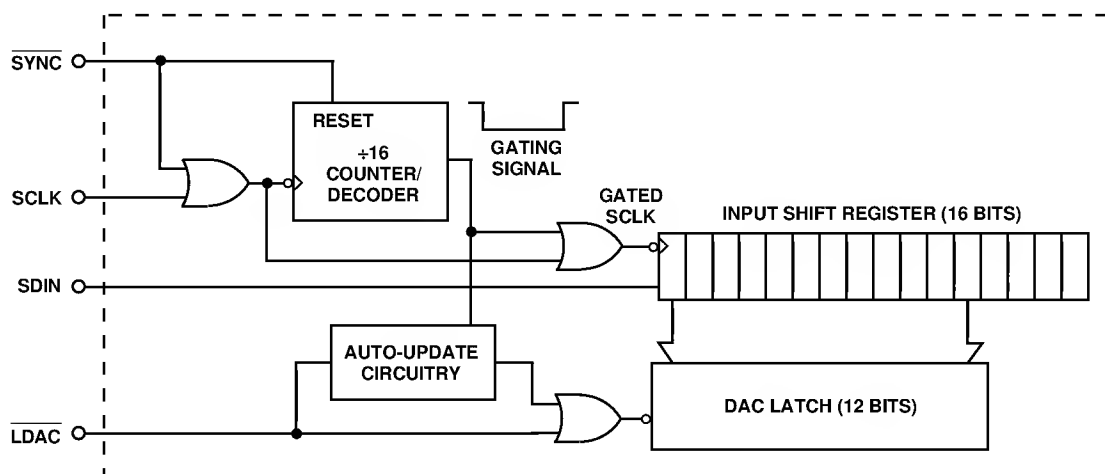 SYNC
RESET
÷16
COUNTER/
DECODER
GATING
SIGNAL
SCLK
GATED
SCLK
INPUT SHIFT REGISTER (16 BITS)
SDIN
AUTO-UPDATE
CIRCUITRY
DAC LATCH (12 BITS)
LDAC